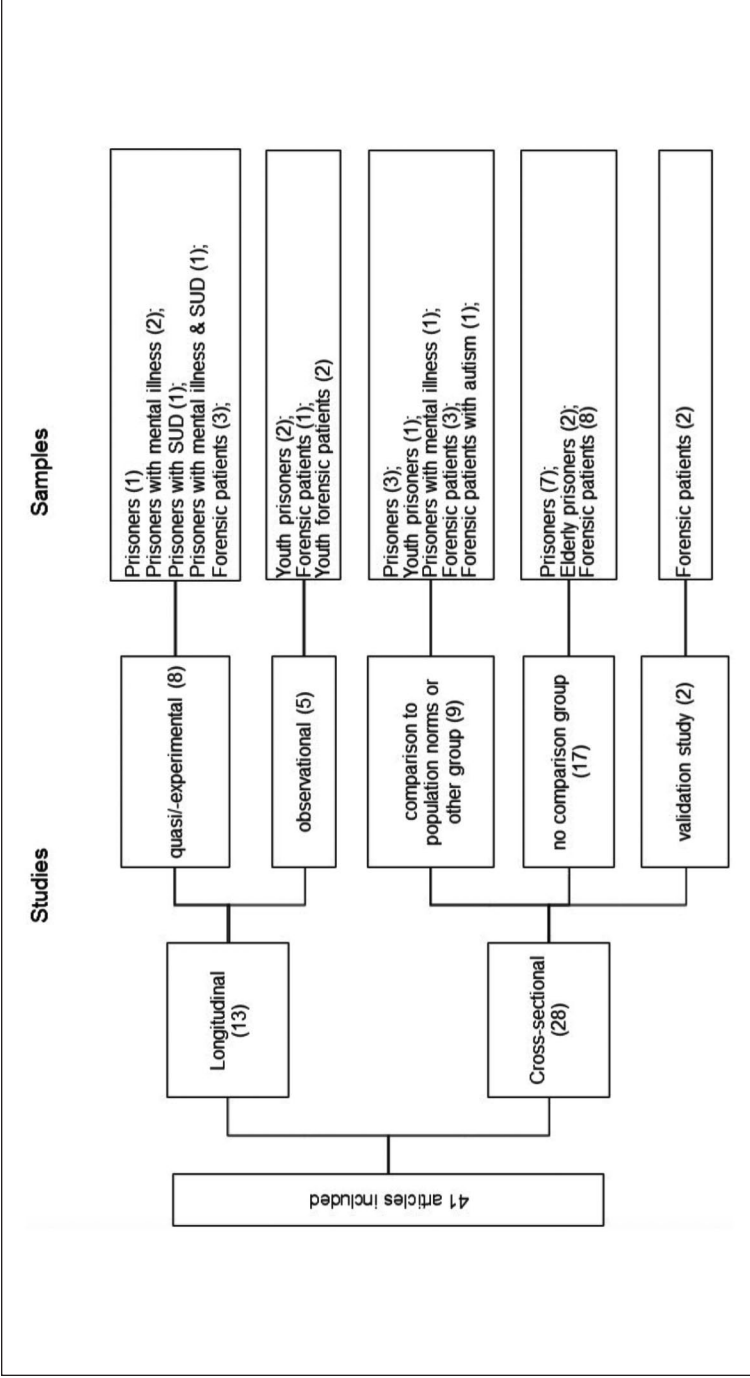 Studies
Samples
41 articles included
Longitudinal
(13)
quasi/-experimental (8)
Prisoners (1)
Prisoners with mental illness (2);
Prisoners with SUD (1);
Prisoners with mental illness & SUD (1);
Forensic patients (3);
observational (5)
Youth prisoners (2);
Forensic patients (1);
Youth forensic patients (2)
Cross-sectional
(28)
comparison to
population norms or
other group (9)
Prisoners (3);
Youth prisoners (1);
Prisoners with mental illness (1);
Forensic patients (3);
Forensic patients with autism (1);
no comparison group
(17)
Prisoners (7);
Elderly prisoners (2);
Forensic patients (8)
validation study (2)
Forensic patients (2)